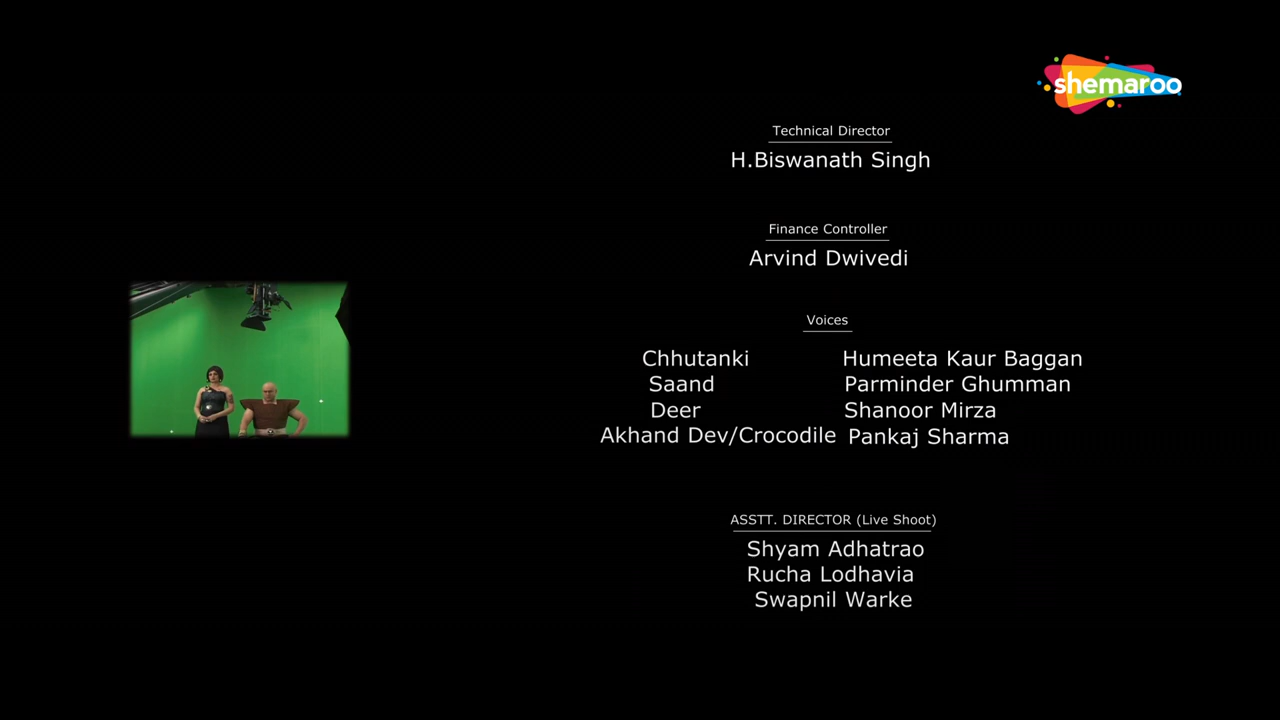 shemaroo
Technical Director
H.Biswanath Singh
Finance Controller
Arvind Dwivedi
Voices
Chhutanki Humeeta Kaur Baggan
Saand Parminder Ghumman
Deer Shanoor Mirza
Akhand Dev/Crocodile Pankaj Sharma
ASSTT. DIRECTOR (Live Shoot)
Shyam Adhatrao
Rucha Lodhavia
Swapnil Warke